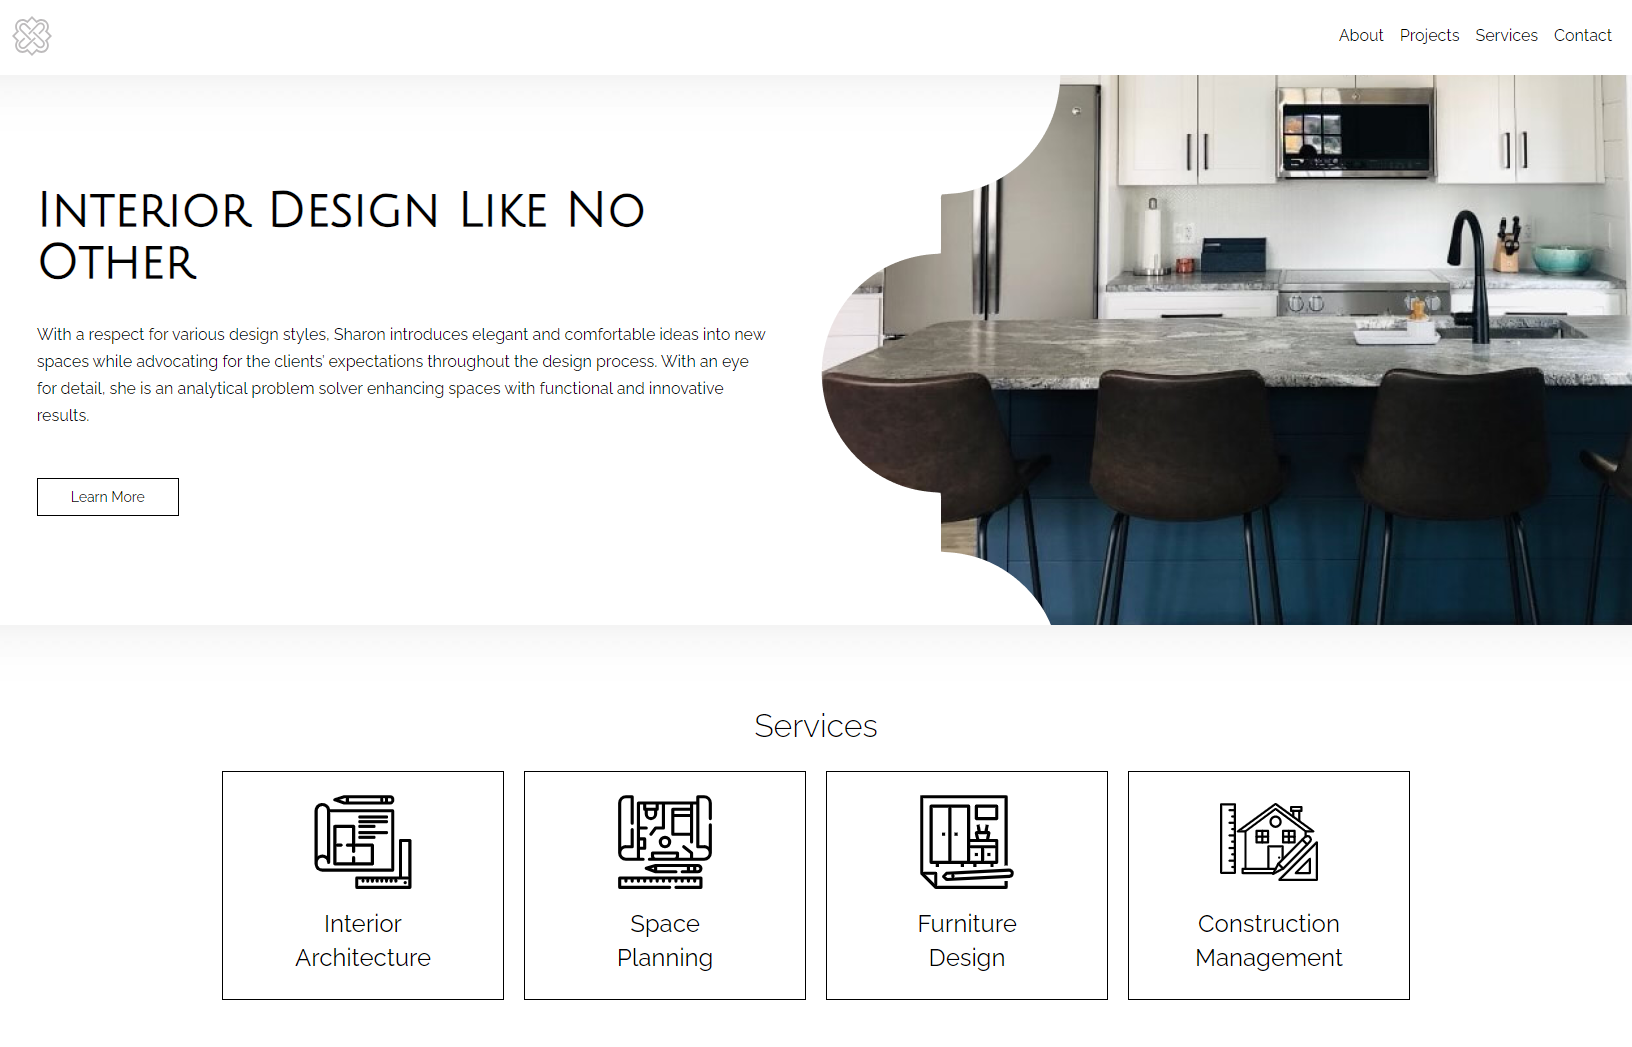 About Projects Services Contact
Interior Design Like No
Other
With a respect for various design styles, Sharon introduces elegant and comfortable ideas into new
spaces while advocating for the clients' expectations throughout the design process. With an eye
for detail, she is an analytical problem solver enhancing spaces with functional and innovative
results.
Learn More
Services
Interior
Architecture
Space
Planning
Furniture
Design
Construction
Management